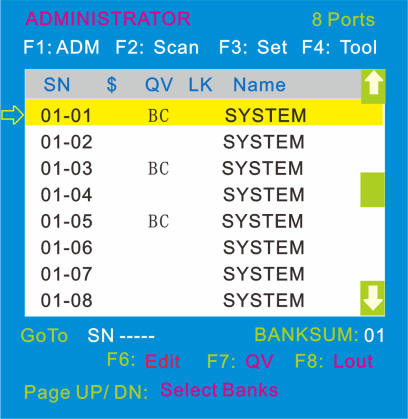 ADMINISTRATOR 8 Ports
F1: ADM F2: Scan F3: Set F4: Tool
SN $ QV LK Name
01-01 BC SYSTEM
01-02 SYSTEM
01-03 BC SYSTEM
01-04 SYSTEM
01-05 BC SYSTEM
01-06 SYSTEM
01-07 SYSTEM
01-08 SYSTEM
GoTo SN ----- BANKSUM: 01
F6: Edit F7: QV F8: Lout
Page UP/ DN: Select Banks